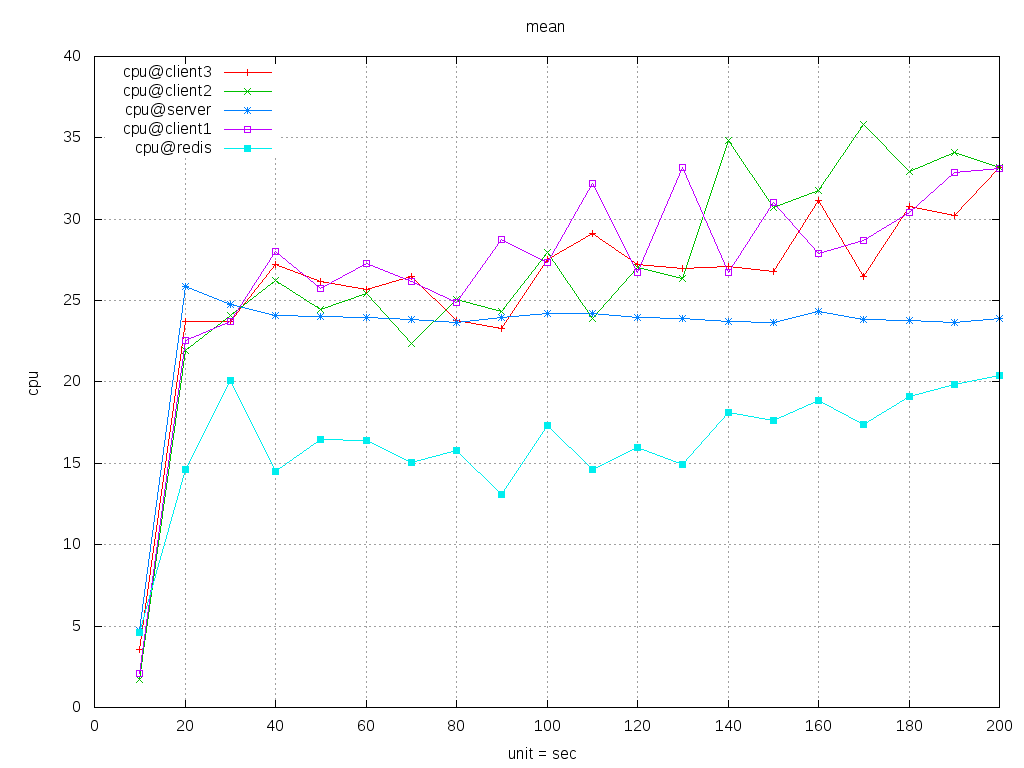 mean
40
35
30
25
20
15
10
5
0
cpu
cpu@client3
cpu@client2
cpu@server
cpu@client1
cpu@redis
0 20 40 60 80 100 120 140 160 180 200
unit = sec